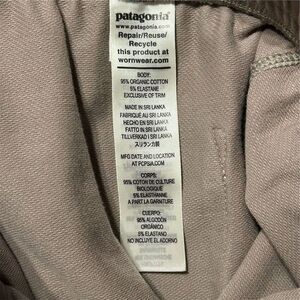 patagonia®
www.patagonia.com
Repair/Reuse/
Recycle
this product at
wornwear.com
BODY:
95% ORGANIC COTTON
5% ELASTANE
EXCLUSIVE OF TRIM
MADE IN SRI LANKA
FABRIQUÉ AU SRI LANKA
HECHO EN SRI LANKA
FATTO IN SRI LANKA
TILLVERKAD I SRI LANKA
スリランカ製
MFG DATE AND LOCATION
AT PCPSIA.COM
CORPS:
95% COTON DE CULTURE
BIOLOGIQUE
5% ÉLASTHANNE
À PART LA GARNITURE
CUERPO:
95% ALGODÓN
ORGÁNICO
5% ELASTANO
NO INCLUYE EL ADORNO